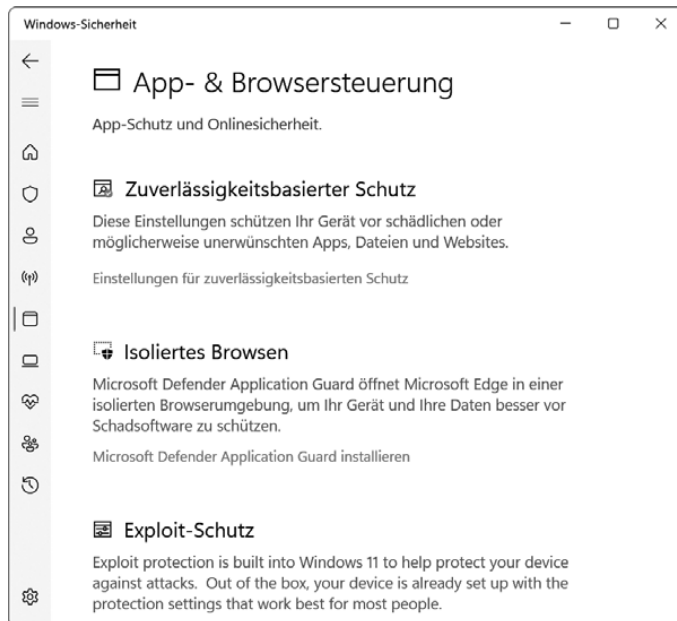 Windows-Sicherheit
App- & Browsersteuerung
App-Schutz und Onlinesicherheit.
Zuverlässigkeitsbasierter Schutz
Diese Einstellungen schützen Ihr Gerät vor schädlichen oder
möglicherweise unerwünschten Apps, Dateien und Websites.
Einstellungen für zuverlässigkeitsbasierten Schutz
Isoliertes Browsen
Microsoft Defender Application Guard öffnet Microsoft Edge in einer
isolierten Browserumgebung, um Ihr Gerät und Ihre Daten besser vor
Schadsoftware zu schützen.
Microsoft Defender Application Guard installieren
Exploit-Schutz
Exploit protection is built into Windows 11 to help protect your device
against attacks.  Out of the box, your device is already set up with the
protection settings that work best for most people.